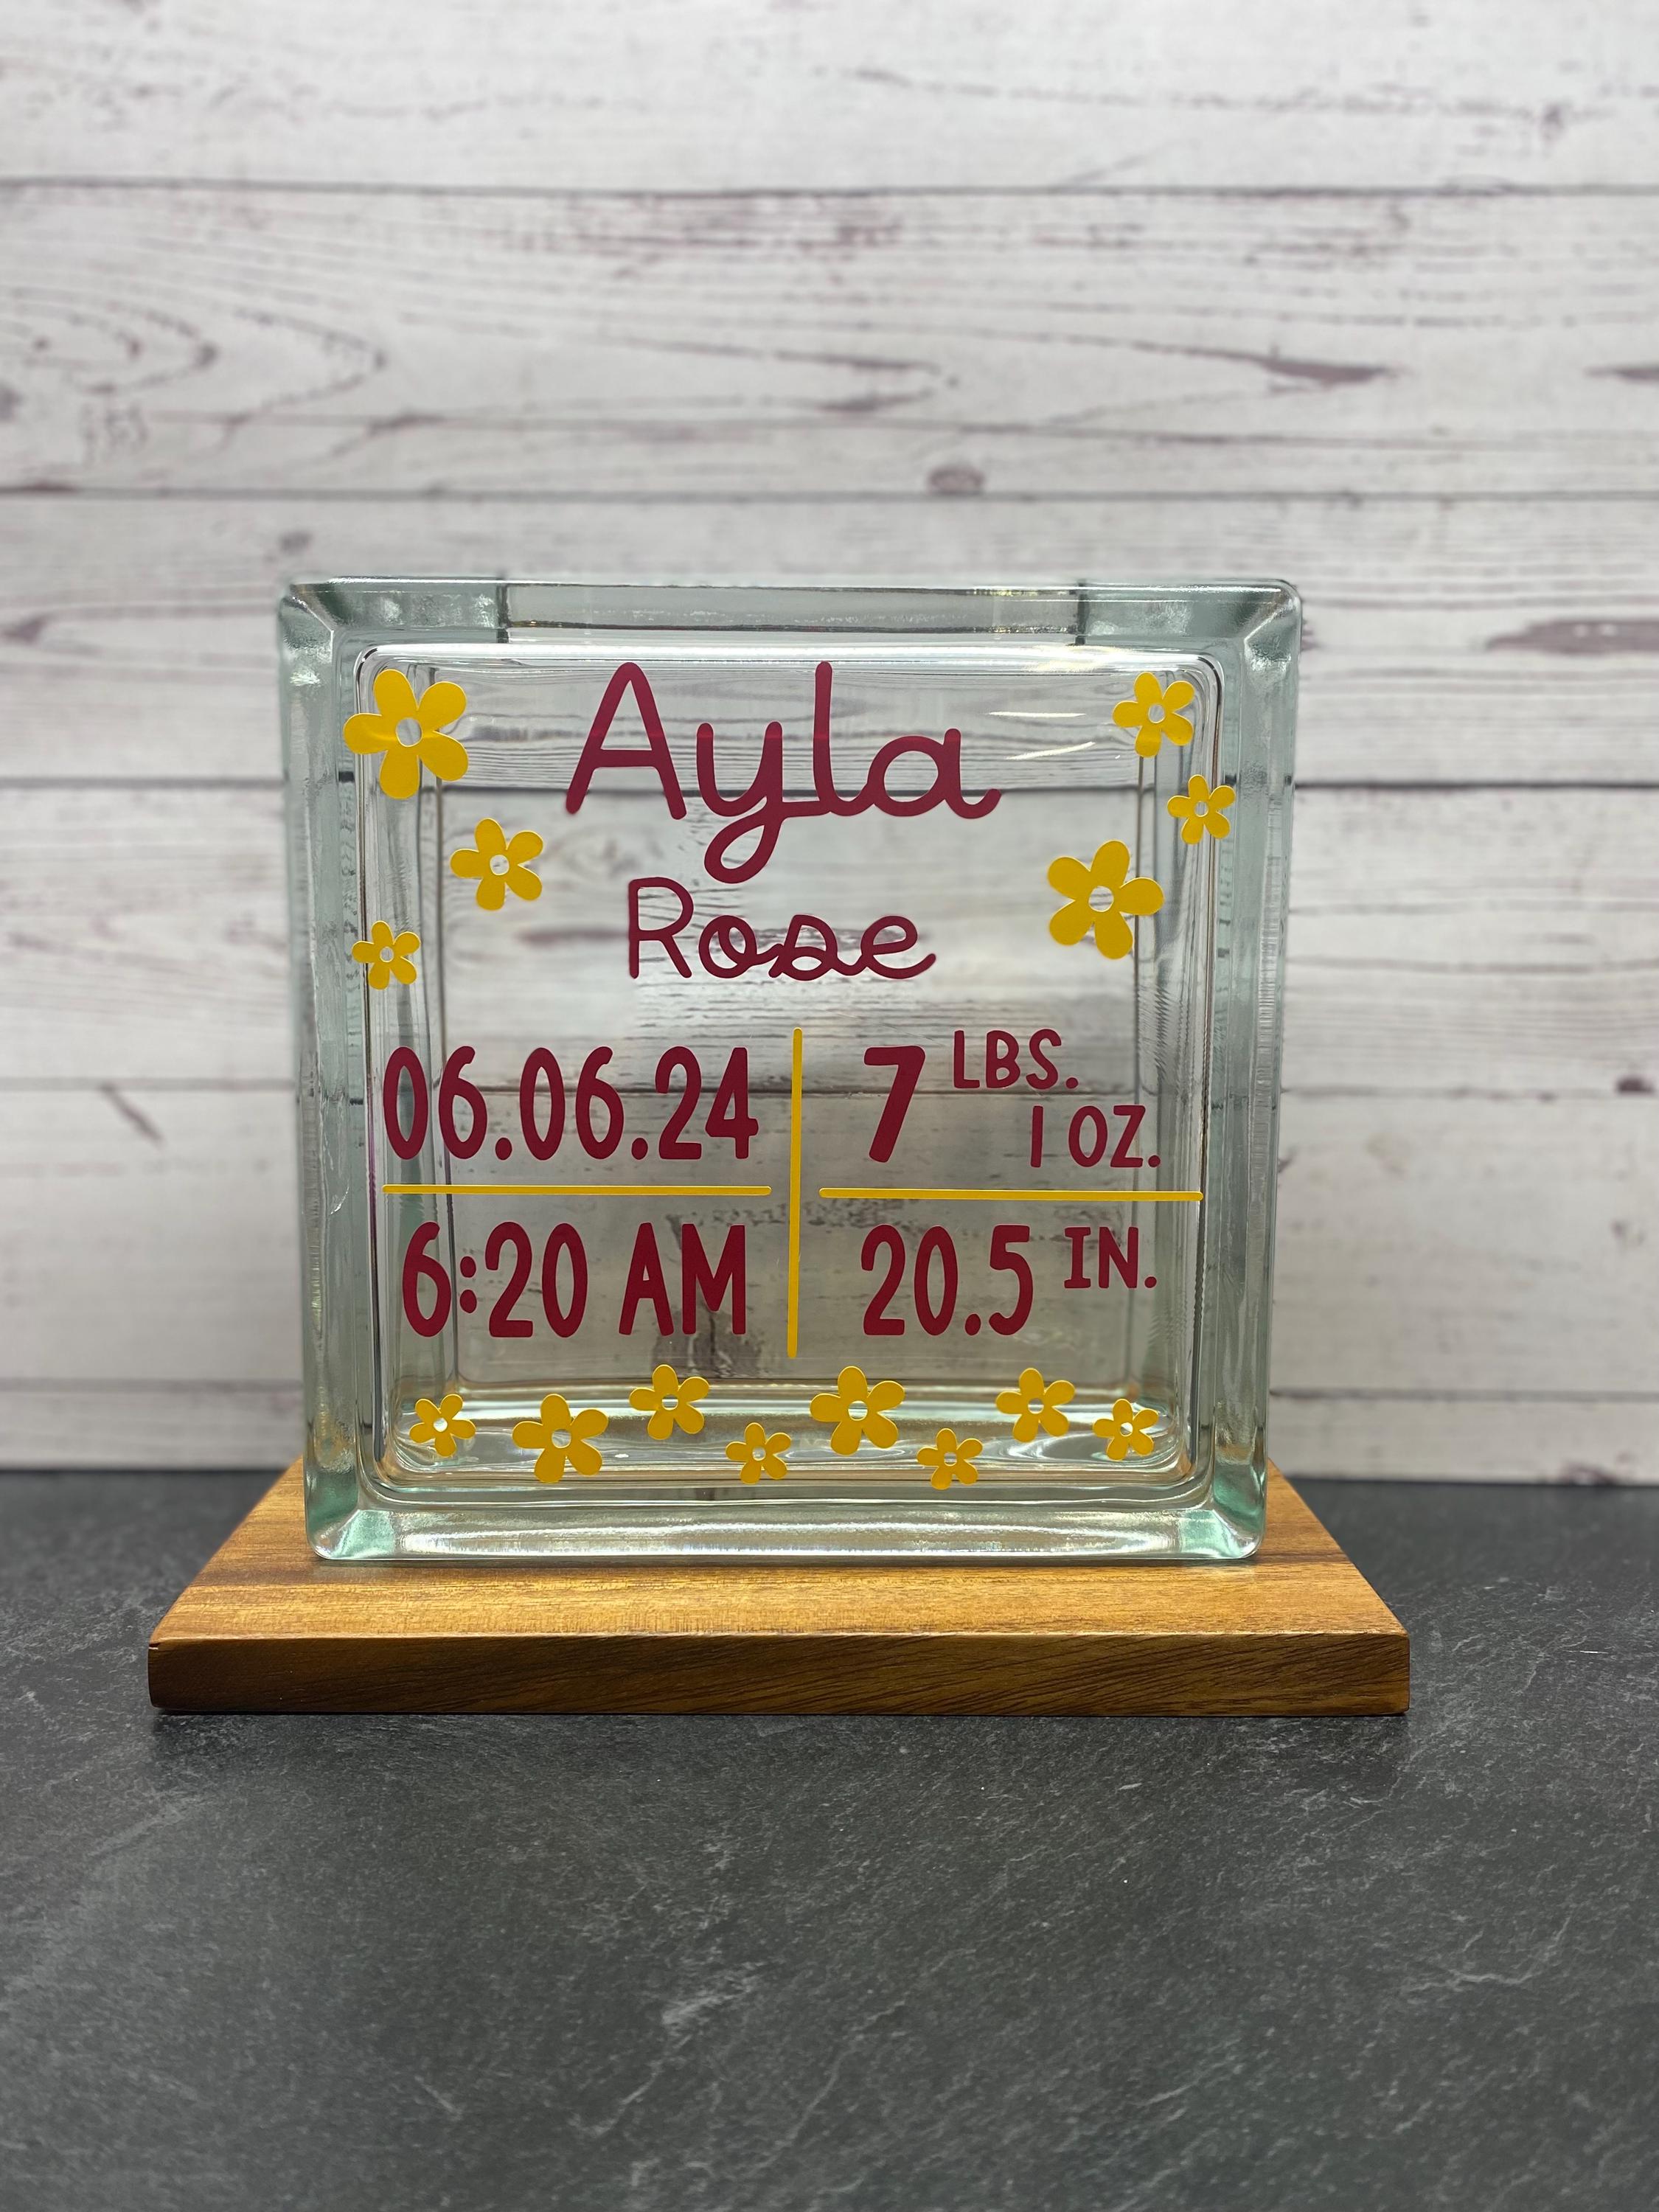 Ayla
Rose
06.06.24
7 LBS.
1 OZ.
6:20 AM
20.5 IN.